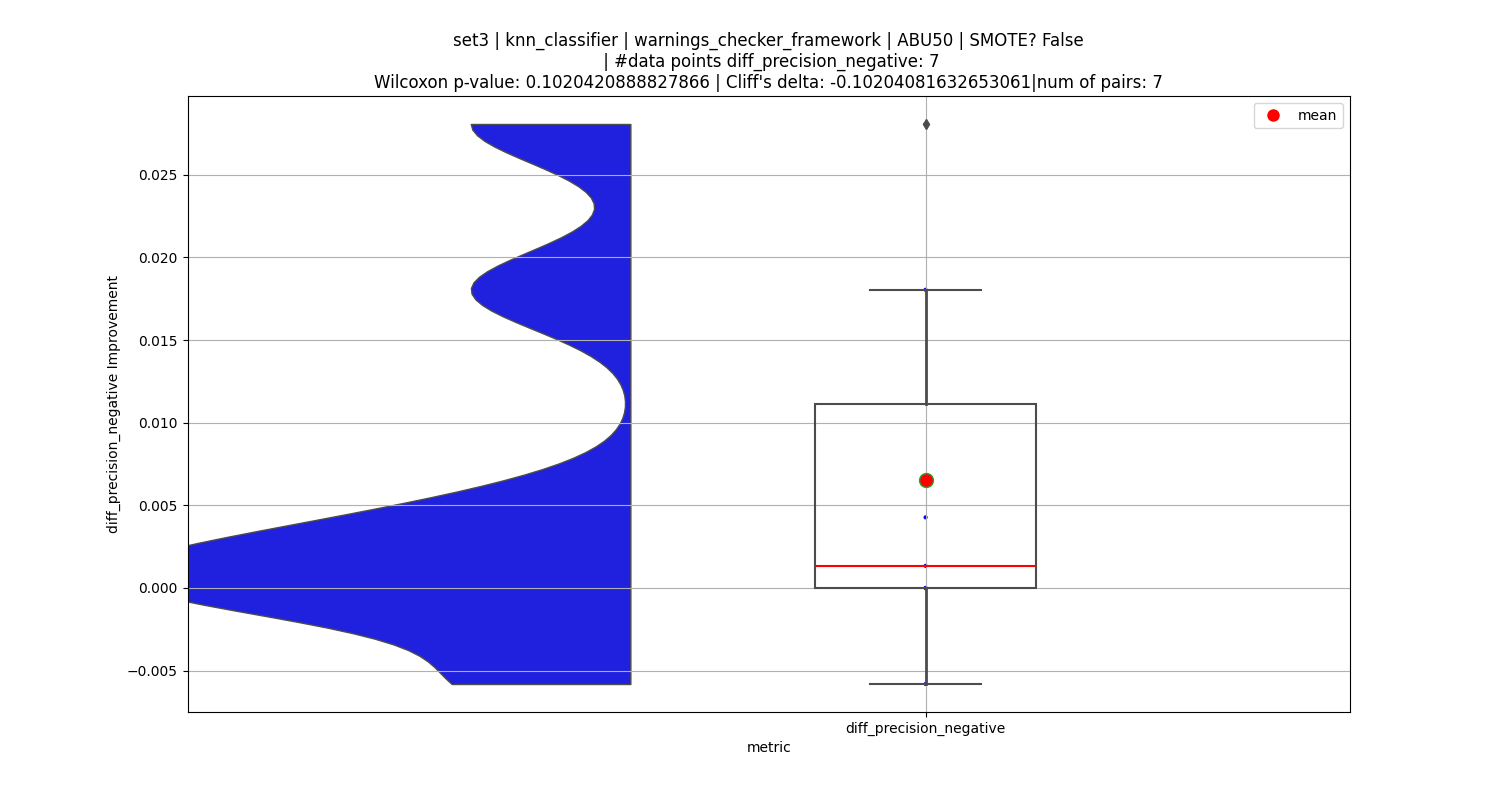 set3 | knn_classifier | warnings_checker_framework | ABU50 | SMOTE? False
| #data points diff_precision_negative: 7
Wilcoxon p-value: 0.1020420888827866 | Cliff's delta: -0.10204081632653061|num of pairs: 7
mean
0.025
0.020
0.015
0.010
0.005
0.000
−0.005
diff_precision_negative Improvement
diff_precision_negative
metric